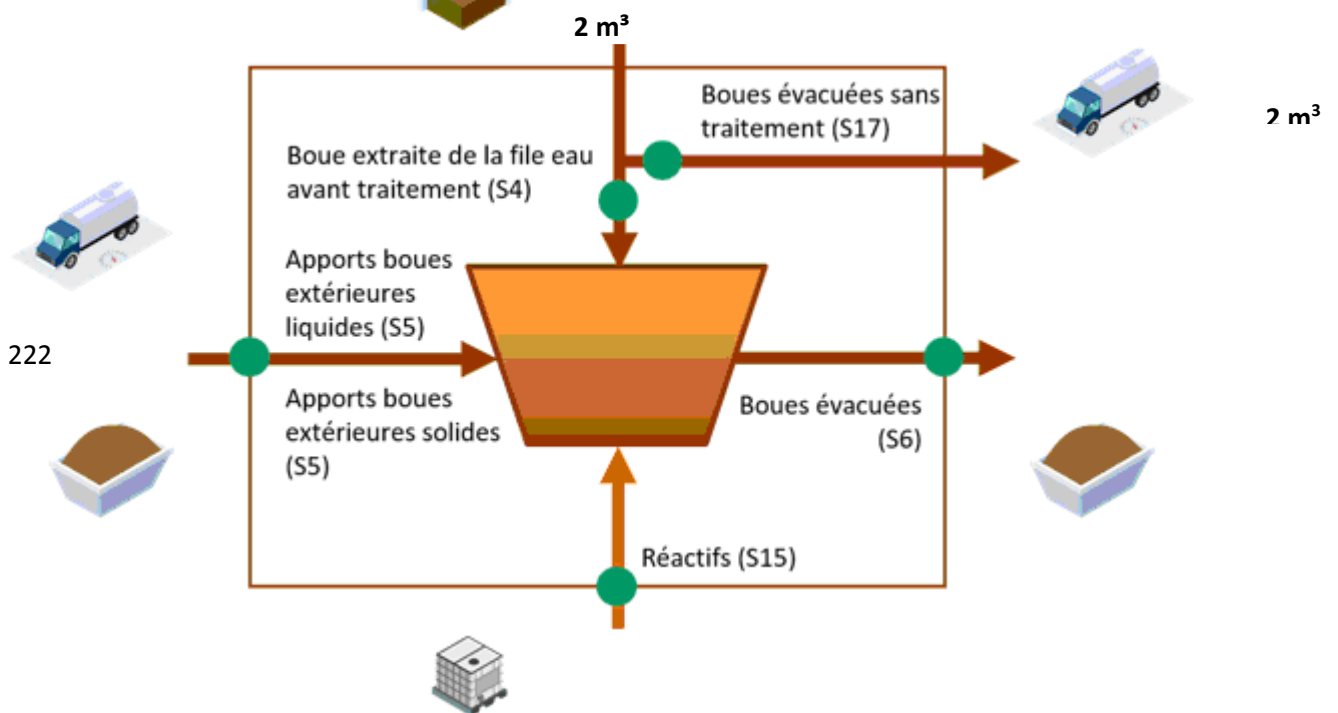 2 m³
Boues évacuées sans
traitement (S17)
2 m³
Boue extraite de la file eau
avant traitement (S4)
Apports boues
extérieures
liquides (S5)
222
Apports boues
extérieures solides
(S5)
Boues évacuées
(S6)
Réactifs (S15)